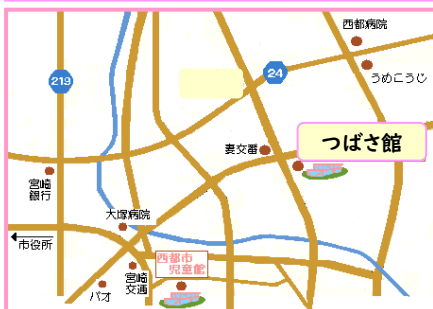 西都病院
24
うめこうじ
219
つばさ館
妻交番
宮崎
銀行
大塚病院
市役所
西都市
児童館
宮崎
交通
パオ